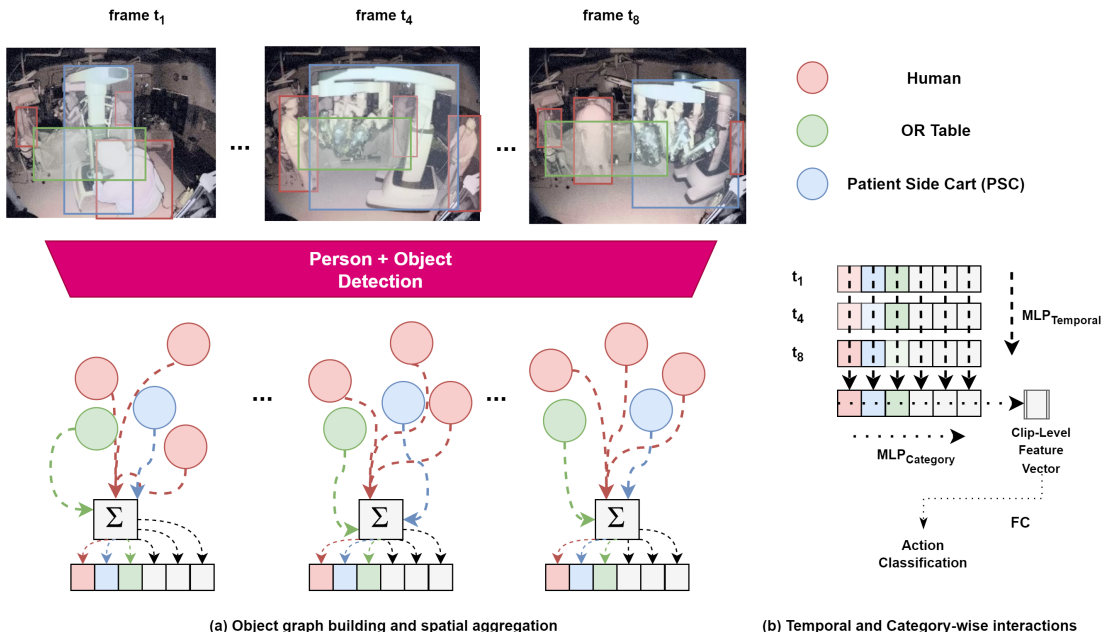 frame t1
frame t4
frame t8
...
...
Human
OR Table
Patient Side Cart (PSC)
Person + Object
Detection
...
...
Σ
Σ
Σ
t1
t4
t8
MLPTemporal
MLPCategory
Clip-Level
Feature
Vector
FC
Action
Classification
(a) Object graph building and spatial aggregation
(b) Temporal and Category-wise interactions